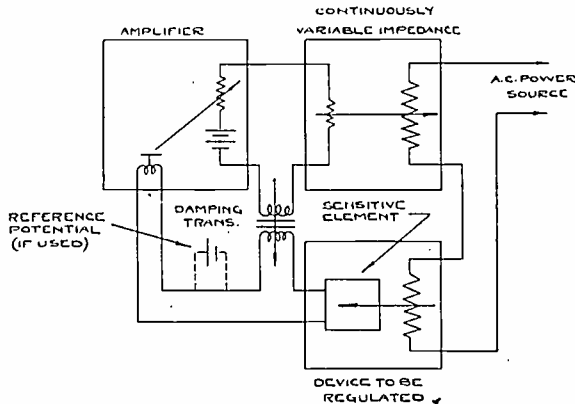 CONTINUOUSLY
VARIABLE IMPEDANCE
AMPLIFIER
A.C. POWER
SOURCE
DAMPING
TRANS.
SENSITIVE
ELEMENT
REFERENCE
POTENTIAL
(IF USED)
DEVICE TO BE
REGULATED